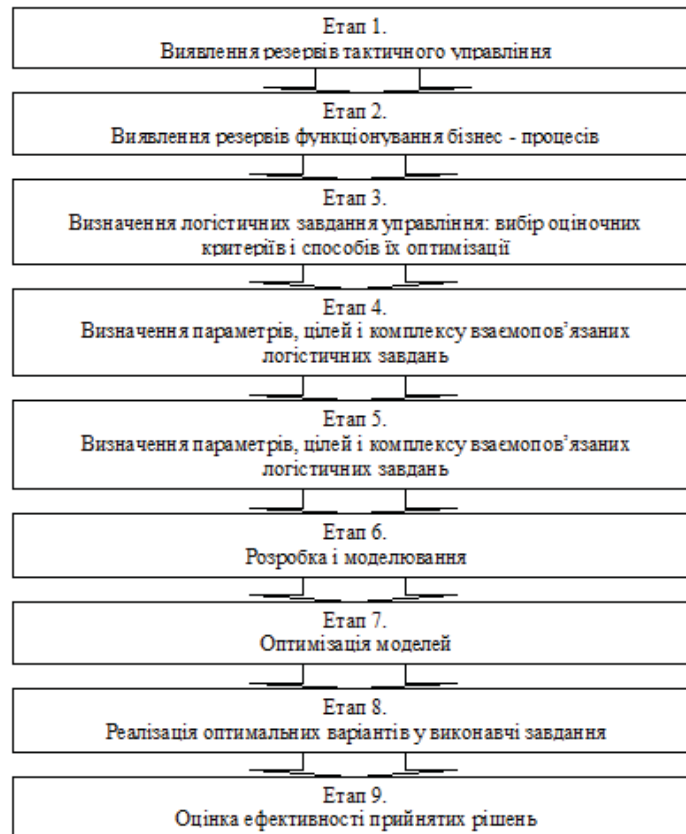 Етап 1.
Виявлення резервів тактичного управління
Етап 2.
Виявлення резервів функціонування бізнес - процесів
Етап 3.
Визначення логістичних завдання управління: вибір оціночних
критеріїв і способів їх оптимізації
Етап 4.
Визначення параметрів, цілей і комплексу взаємопов’язаних
логістичних завдань
Етап 5.
Визначення параметрів, цілей і комплексу взаємопов’язаних
логістичних завдань
Етап 6.
Розробка і моделювання
Етап 7.
Оптимізація моделей
Етап 8.
Реалізація оптимальних варіантів у виконавчі завдання
Етап 9.
Оцінка ефективності прийнятих рішень